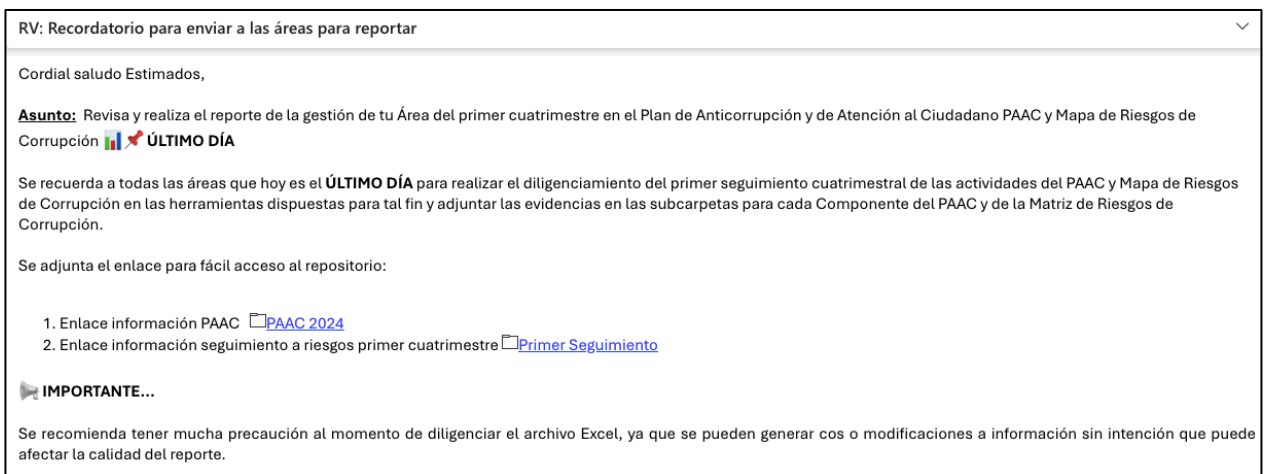 RV: Recordatorio para enviar a las áreas para reportar
Cordial saludo Estimados,
Asunto: Revisa y realiza el reporte de la gestión de tu Área del primer cuatrimestre en el Plan de Anticorrupción y de Atención al Ciudadano PAAC y Mapa de Riesgos de
Corrupción 📊📌 ÚLTIMO DÍA
Se recuerda a todas las áreas que hoy es el ÚLTIMO DÍA para realizar el diligenciamiento del primer seguimiento cuatrimestral de las actividades del PAAC y Mapa de Riesgos
de Corrupción en las herramientas dispuestas para tal fin y adjuntar las evidencias en las subcarpetas para cada Componente del PAAC y de la Matriz de Riesgos de
Corrupción.
Se adjunta el enlace para fácil acceso al repositorio:
1. Enlace información PAAC PAAC 2024
2. Enlace información seguimiento a riesgos primer cuatrimestre Primer Seguimiento
📢 IMPORTANTE...
Se recomienda tener mucha precaución al momento de diligenciar el archivo Excel, ya que se pueden generar cos o modificaciones a información sin intención que puede
afectar la calidad del reporte.